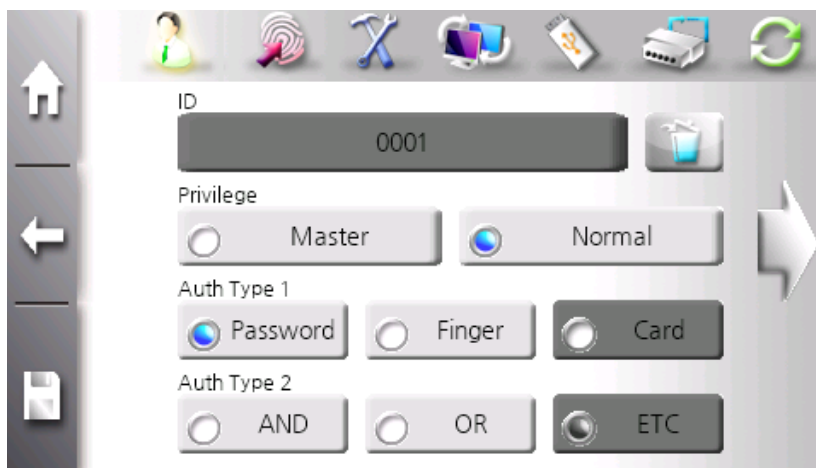 ID
0001
Privilege
Master Normal
Auth Type 1
Password Finger Card
Auth Type 2
AND OR ETC